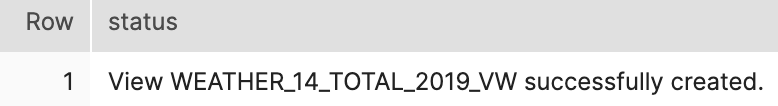 Row status
1 View WEATHER_14_TOTAL_2019_VW successfully created.